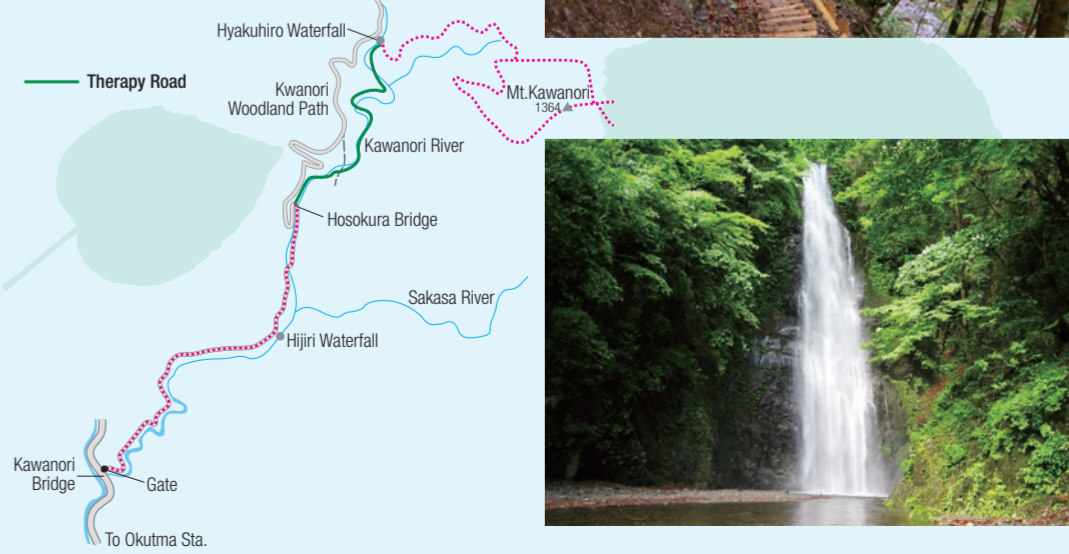 Hyakuhiro Waterfall
Therapy Road
Kwanori
Woodland Path
Mt.Kawanori
1364
Kawanori River
Hosokura Bridge
Sakasa River
Hijiri Waterfall
Kawanori
Bridge
Gate
To Okutma Sta.